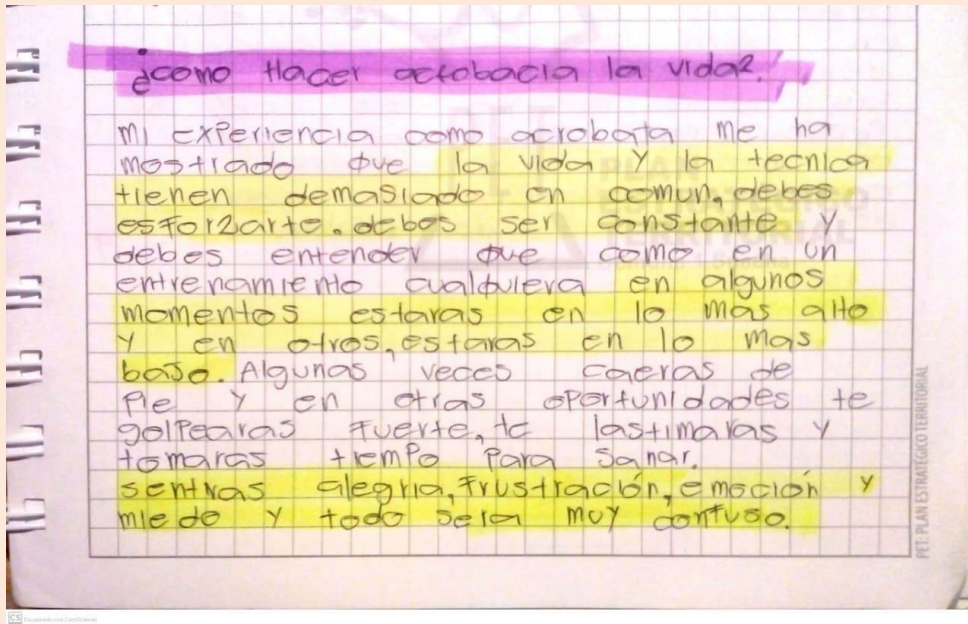 ¿como Hacer acrobacia la vida?.
mi experiencia como acrobata me ha
mostrado que la vida y la tecnica
tienen demasiado en comun, debes
esforzarte. debes ser constante y
debes entender que como en un
entrenamiento cualquiera en algunos
momentos estaras en lo mas alto
y en otros, estaras en lo mas
bajo. Algunas veces caeras de
pie y en otras oportunidades te
golpearas fuerte, te lastimaras y
tomaras tiempo para sanar.
sentiras alegria, frustración, emoción y
miedo y todo sera muy confuso.
PET: PLAN ESTRATÉGICO TERRITORIAL
CS Escaneado con CamScanner